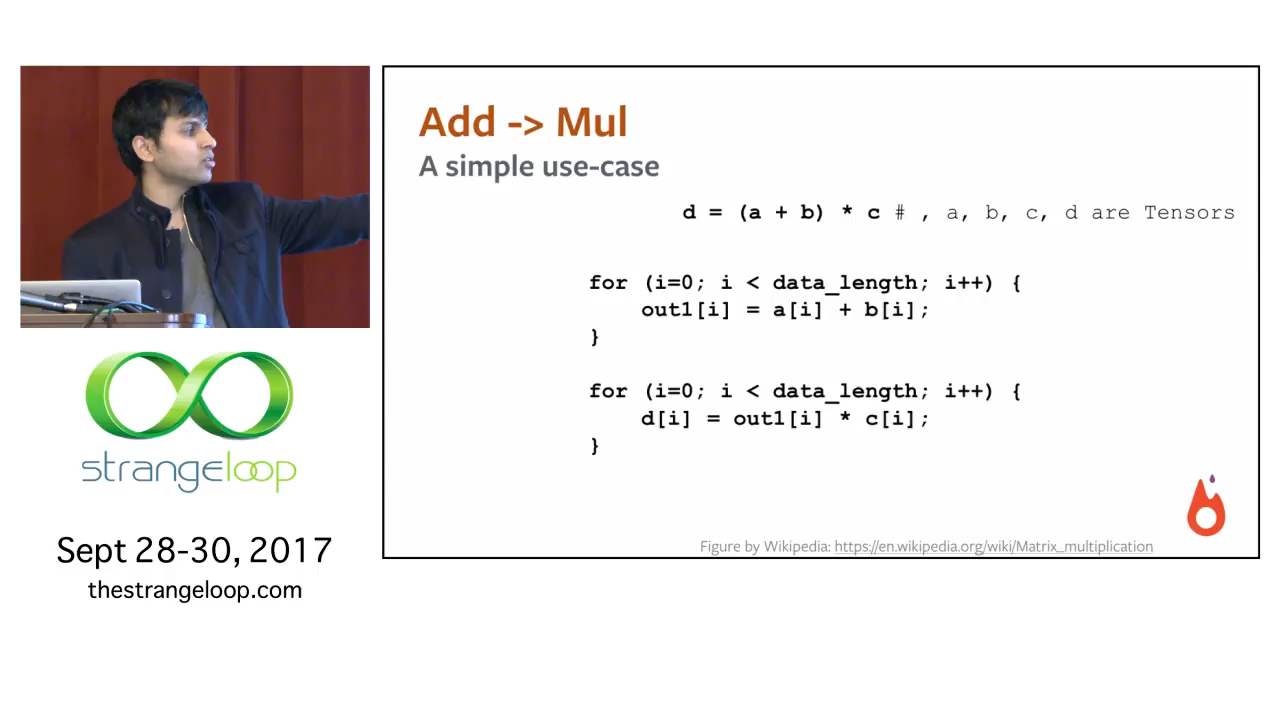 Add -> Mul
A simple use-case
d = (a + b) * c # , a, b, c, d are Tensors
for (i=0; i < data_length; i++) {
out1[i] = a[i] + b[i];
}
for (i=0; i < data_length; i++) {
d[i] = out1[i] * c[i];
}
Figure by Wikipedia: https://en.wikipedia.org/wiki/Matrix_multiplication
strangeloop
Sept 28-30, 2017
thestrangeloop.com